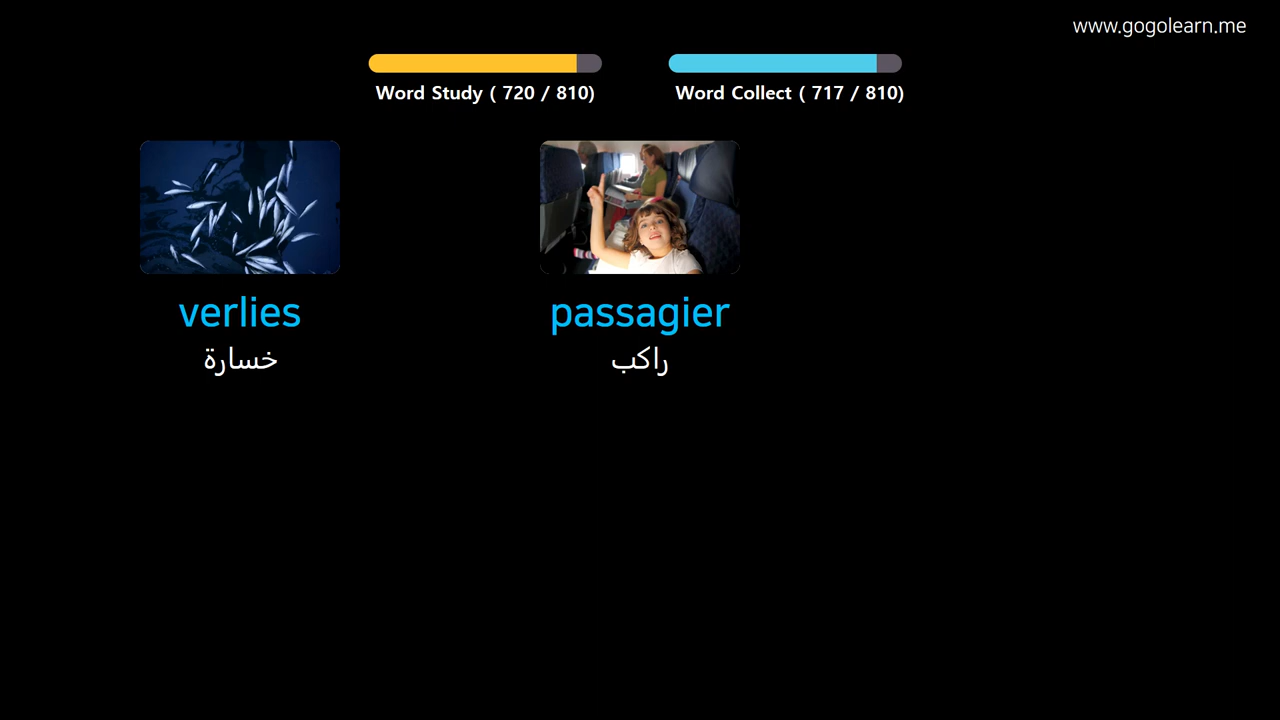 www.gogolearn.me
Word Study ( 720 / 810)
Word Collect ( 717 / 810)
verlies
خسارة
passagier
راكب